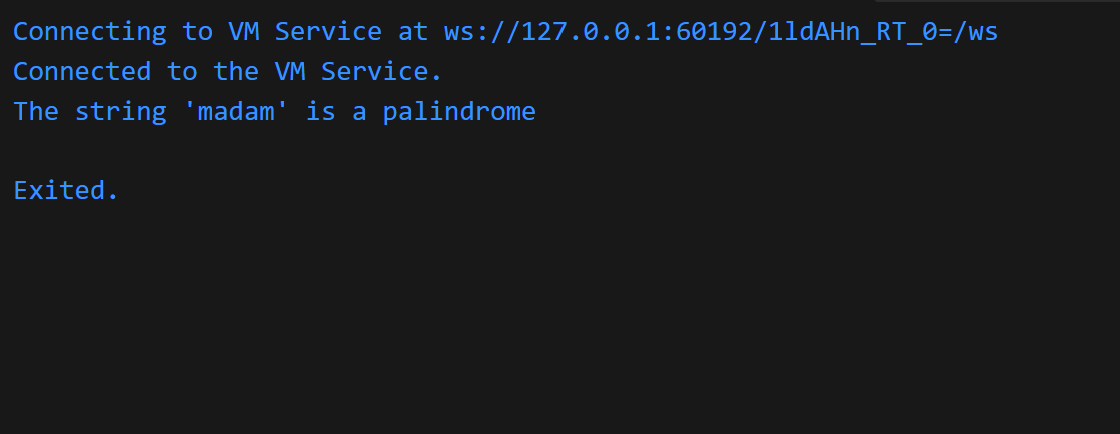 Connecting to VM Service at ws://127.0.0.1:60192/1ldAHn_RT_0=/ws
Connected to the VM Service.
The string 'madam' is a palindrome
Exited.